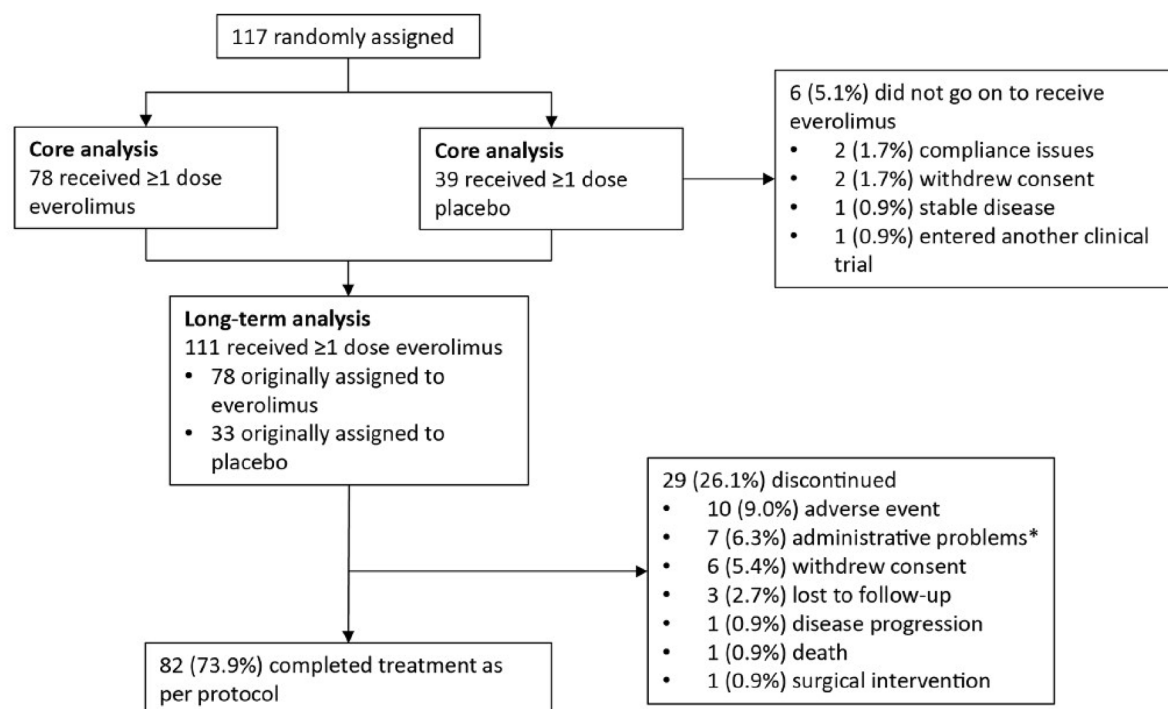 117 randomly assigned
Core analysis
78 received ≥1 dose
everolimus
Core analysis
39 received ≥1 dose
placebo
6 (5.1%) did not go on to receive
everolimus
• 2 (1.7%) compliance issues
• 2 (1.7%) withdrew consent
• 1 (0.9%) stable disease
• 1 (0.9%) entered another clinical
trial
Long-term analysis
111 received ≥1 dose everolimus
• 78 originally assigned to
everolimus
• 33 originally assigned to
placebo
29 (26.1%) discontinued
• 10 (9.0%) adverse event
• 7 (6.3%) administrative problems*
• 6 (5.4%) withdrew consent
• 3 (2.7%) lost to follow-up
• 1 (0.9%) disease progression
• 1 (0.9%) death
• 1 (0.9%) surgical intervention
82 (73.9%) completed treatment as
per protocol